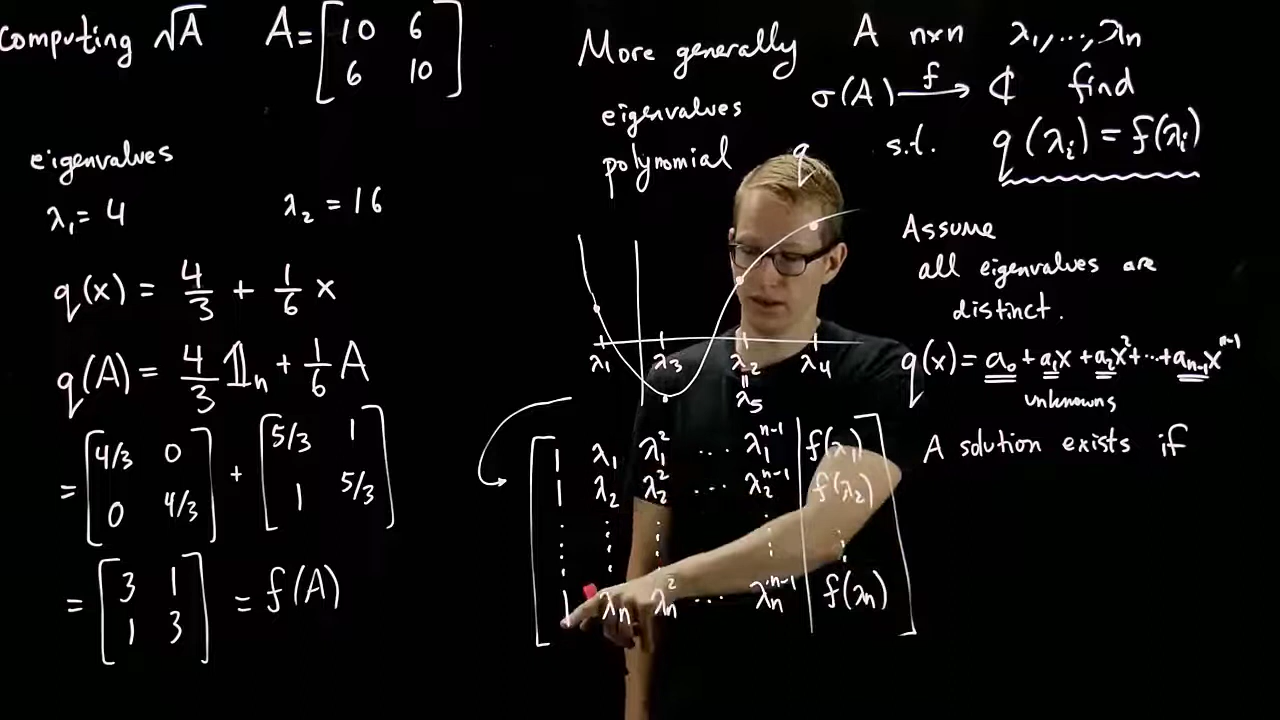 Computing √A A = [10 6
6 10]
eigenvalues
λ₁ = 4 λ₂ = 16
q(x) = 4/3 + 1/6 x
q(A) = 4/3 𝟙ₙ + 1/6 A
= [4/3 0 + [5/3 1
0 4/3] 1 5/3]
= [3 1 = f(A)
1 3]
More generally A n×n λ₁,...,λₙ
eigenvalues σ(A) —f→ ℂ find
polynomial q s.t. q(λᵢ) = f(λᵢ)
λ₁ λ₃ λ₂ λ₄
=
λ₅
Assume
all eigenvalues are
distinct.
q(x) = a₀ + a₁x + a₂x² + ··· + aₙ₋₁xⁿ⁻¹
unknowns
[1 λ₁ λ₁² ... λ₁ⁿ⁻¹ | f(λ₁)]
1 λ₂ λ₂² ... λ₂ⁿ⁻¹ | f(λ₂)
⋮ ⋮ ⋮ ⋮ ⋮
1 λₙ λₙ² ... λₙⁿ⁻¹ | f(λₙ)
A solution exists if